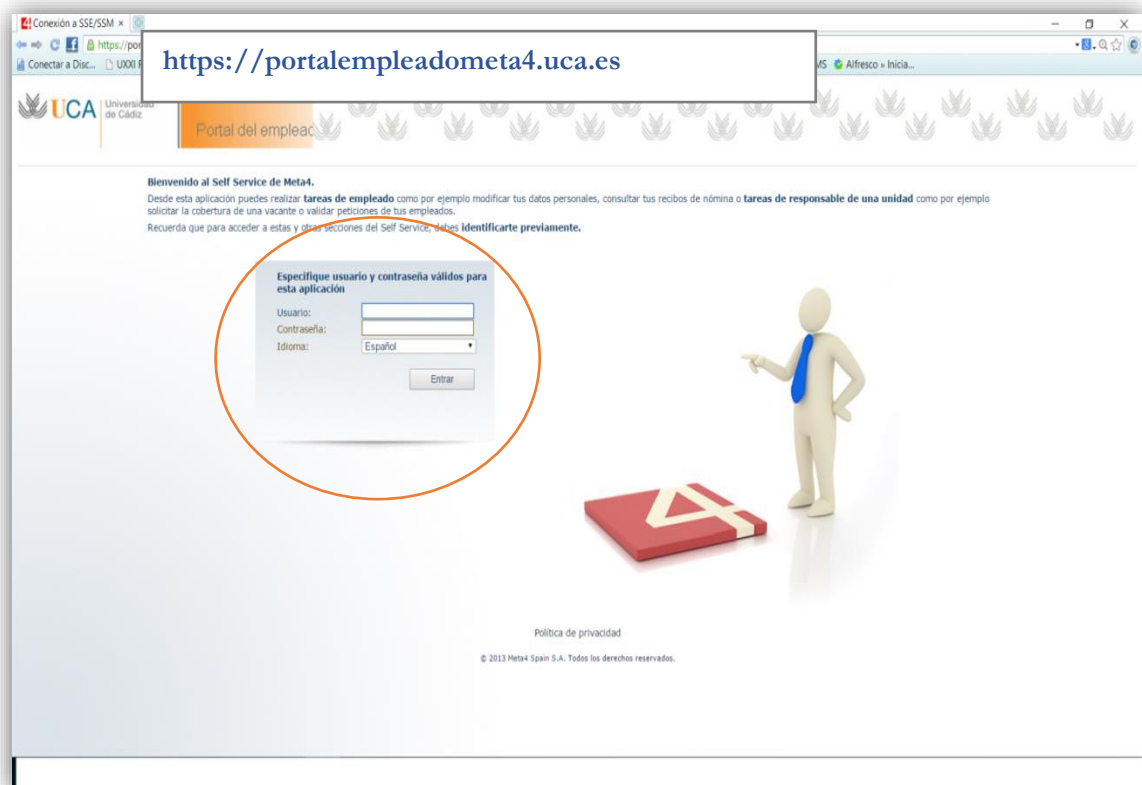 Conexión a SSE/SSM ×
https://por
https://portalempleadometa4.uca.es
Conectar a Disc... UXXI
MS Alfresco » Inicia...
UCA Universidad
de Cádiz
Portal del emplead
Bienvenido al Self Service de Meta4.
Desde esta aplicación puedes realizar tareas de empleado como por ejemplo modificar tus datos personales, consultar tus recibos de nómina o tareas de responsable de una unidad como por ejemplo
solicitar la cobertura de una vacante o validar peticiones de tus empleados.
Recuerda que para acceder a estas y otras secciones del Self Service, debes identificarte previamente.
Especifique usuario y contraseña válidos para
esta aplicación
Usuario:
Contraseña:
Idioma: Español
Entrar
4
Política de privacidad
© 2013 Meta4 Spain S.A. Todos los derechos reservados.